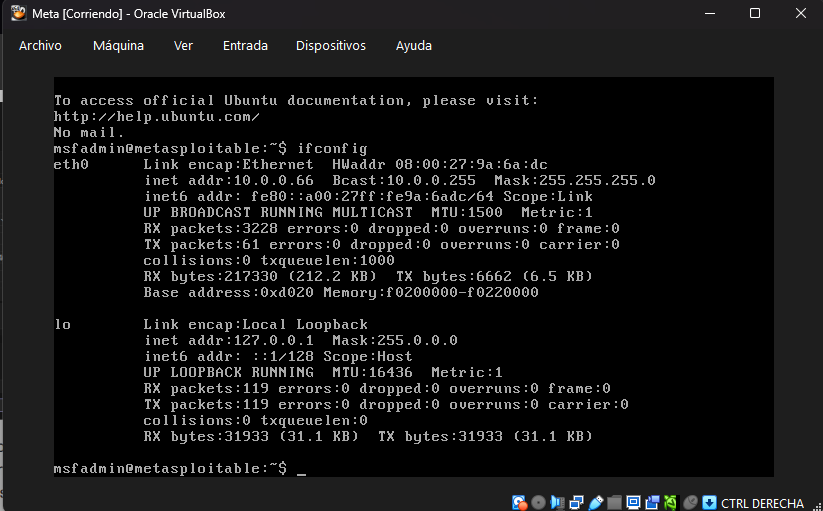 Meta [Corriendo] - Oracle VirtualBox
Archivo Máquina Ver Entrada Dispositivos Ayuda
To access official Ubuntu documentation, please visit:
http://help.ubuntu.com/
No mail.
msfadmin@metasploitable:~$ ifconfig
eth0 Link encap:Ethernet HWaddr 08:00:27:9a:6a:dc
inet addr:10.0.0.66 Bcast:10.0.0.255 Mask:255.255.255.0
inet6 addr: fe80::a00:27ff:fe9a:6adc/64 Scope:Link
UP BROADCAST RUNNING MULTICAST MTU:1500 Metric:1
RX packets:3228 errors:0 dropped:0 overruns:0 frame:0
TX packets:61 errors:0 dropped:0 overruns:0 carrier:0
collisions:0 txqueuelen:1000
RX bytes:217330 (212.2 KB) TX bytes:6662 (6.5 KB)
Base address:0xd020 Memory:f0200000-f0220000
lo Link encap:Local Loopback
inet addr:127.0.0.1 Mask:255.0.0.0
inet6 addr: ::1/128 Scope:Host
UP LOOPBACK RUNNING MTU:16436 Metric:1
RX packets:119 errors:0 dropped:0 overruns:0 frame:0
TX packets:119 errors:0 dropped:0 overruns:0 carrier:0
collisions:0 txqueuelen:0
RX bytes:31933 (31.1 KB) TX bytes:31933 (31.1 KB)
msfadmin@metasploitable:~$ _
CTRL DERECHA